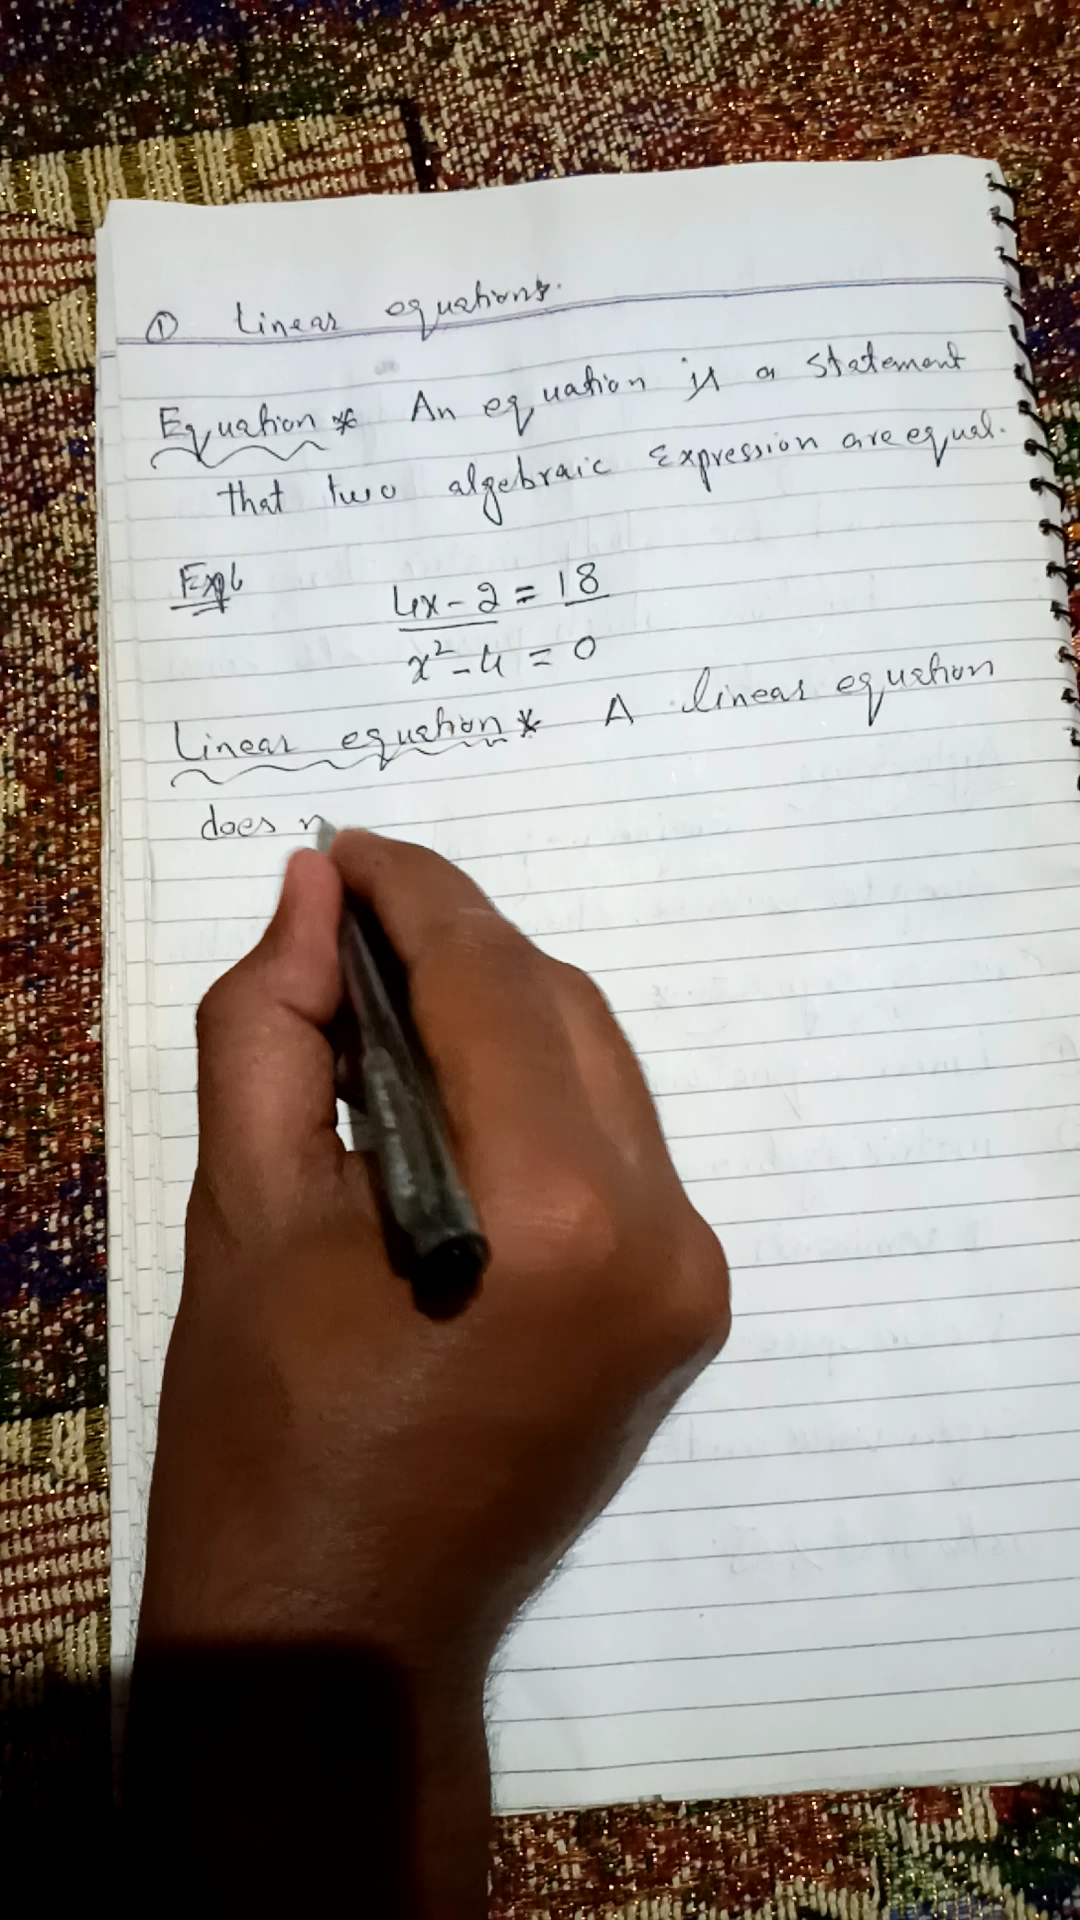 ① Linear equations.
Equation * An equation is a statement
that two algebraic Expression are equal.
4x - 2 = 18
x² - 4 = 0
Linear equation * A linear equation
does n